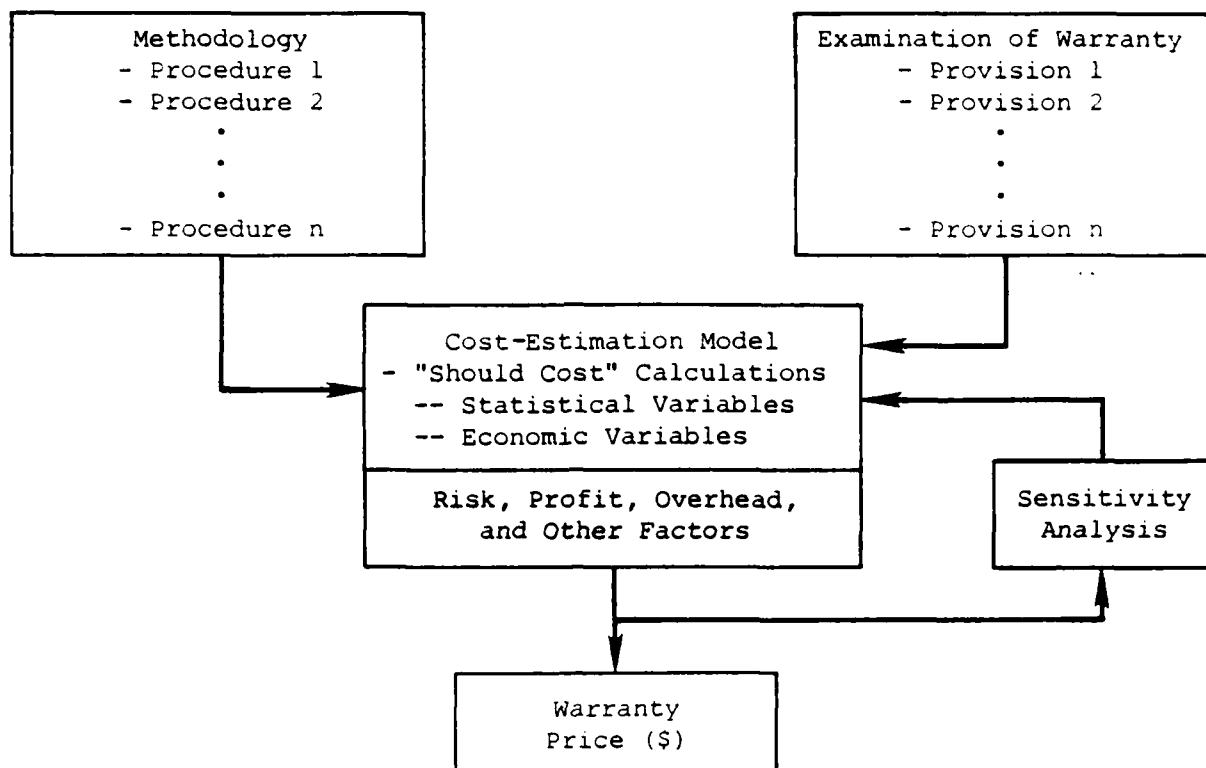 Methodology
- Procedure 1
- Procedure 2
.
.
.
- Procedure n
Examination of Warranty
- Provision 1
- Provision 2
.
.
.
- Provision n
Cost-Estimation Model
- "Should Cost" Calculations
-- Statistical Variables
-- Economic Variables
Risk, Profit, Overhead,
and Other Factors
Sensitivity
Analysis
Warranty
Price ($)